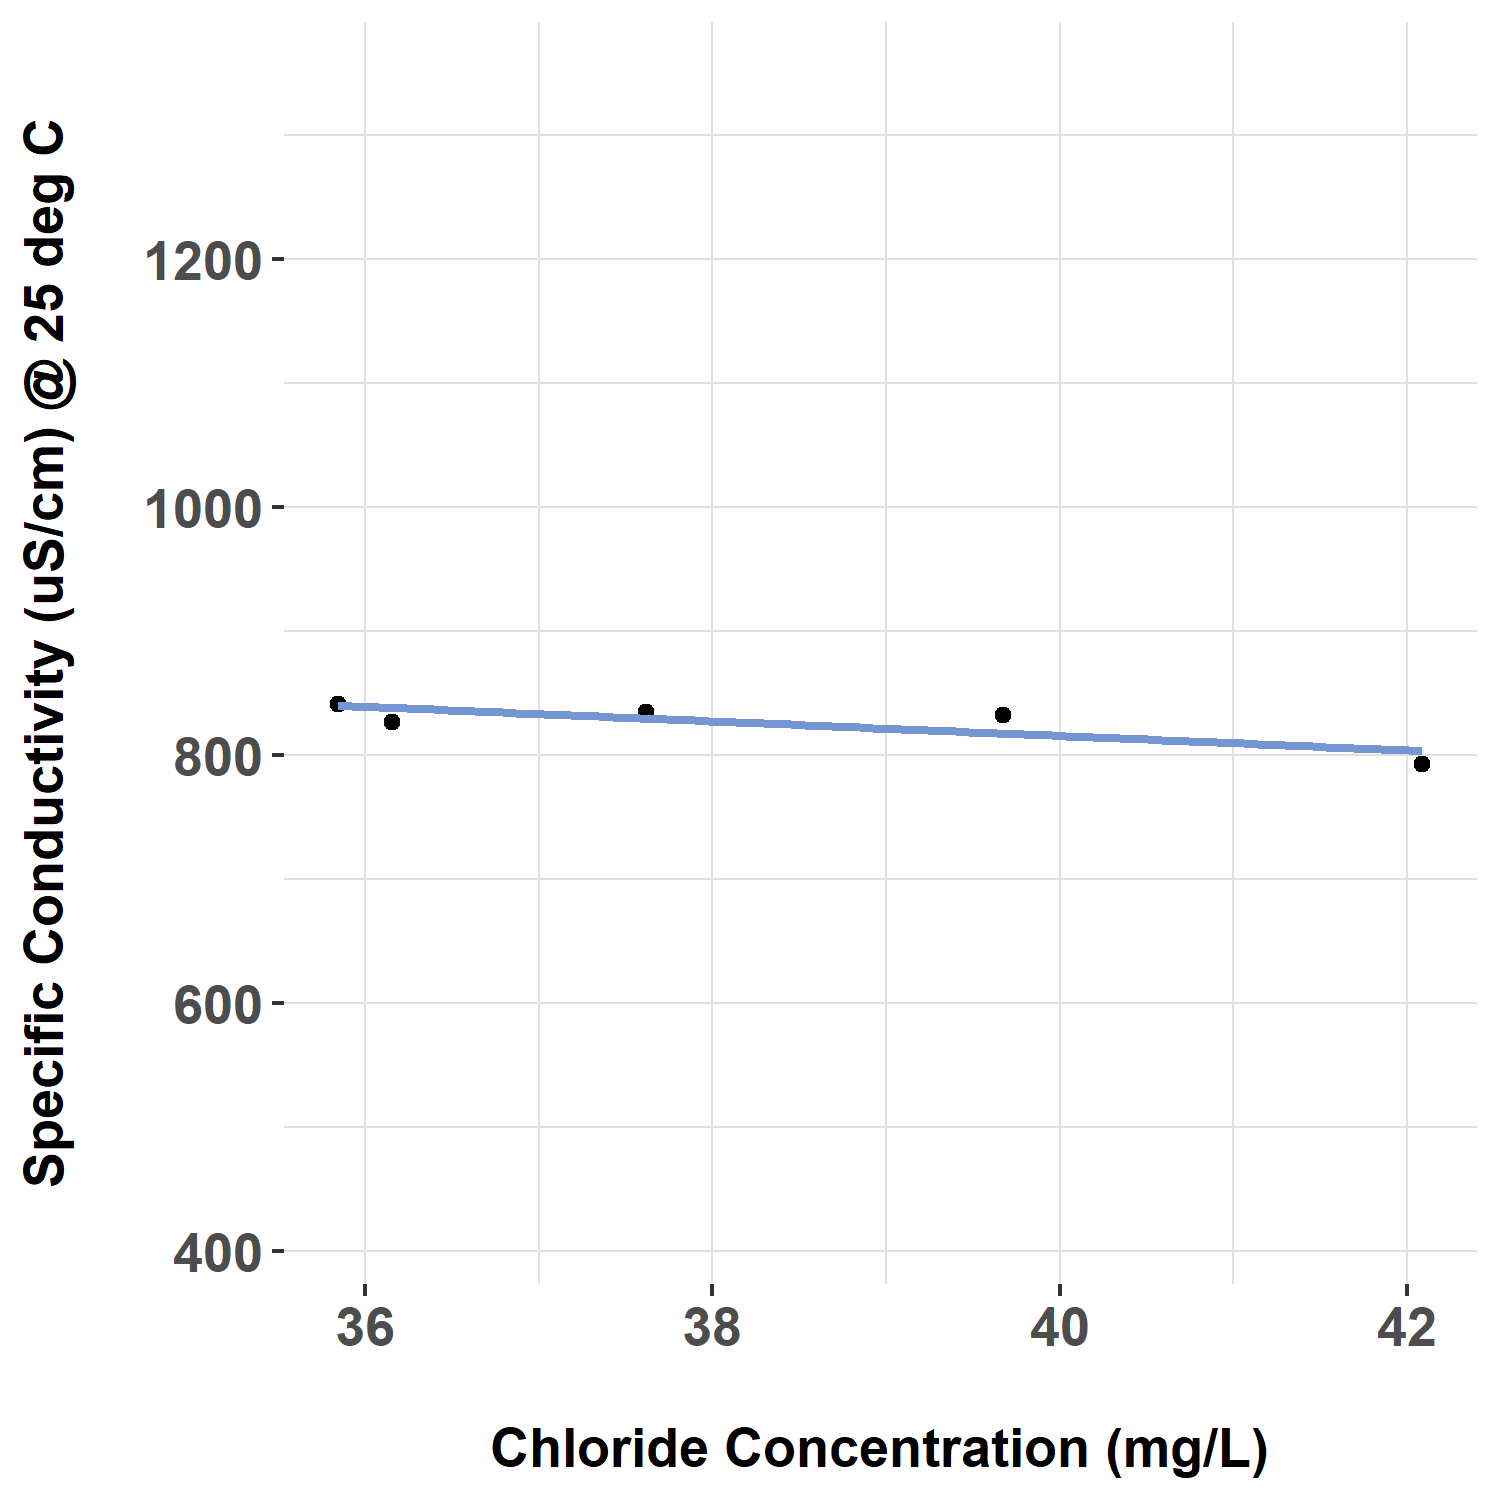 Specific Conductivity (uS/cm) @ 25 deg C
1200
1000
800
600
400
36 38 40 42
Chloride Concentration (mg/L)